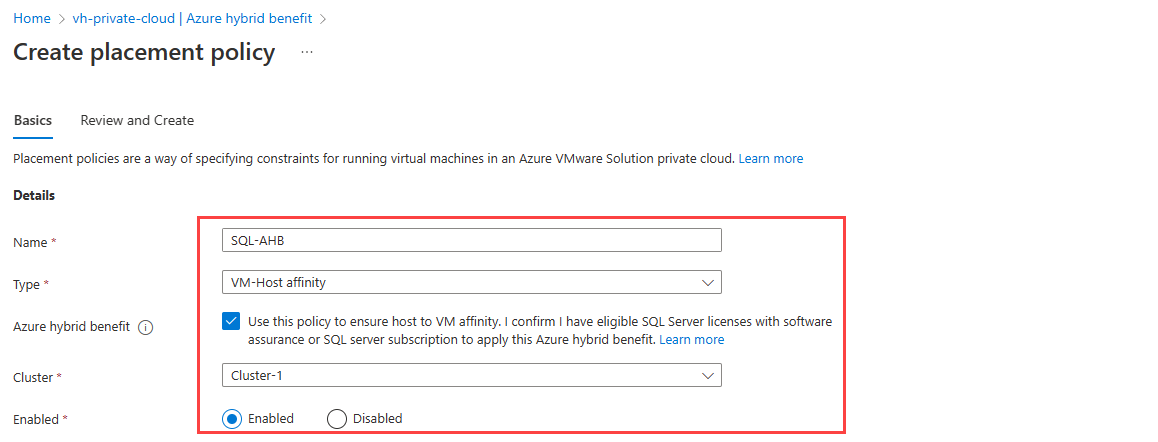 Home > vh-private-cloud | Azure hybrid benefit >
Create placement policy ...
Basics Review and Create
Placement policies are a way of specifying constraints for running virtual machines in an Azure VMware Solution private cloud. Learn more
Details
Name * SQL-AHB
Type * VM-Host affinity
Azure hybrid benefit i Use this policy to ensure host to VM affinity. I confirm I have eligible SQL Server licenses with software
assurance or SQL server subscription to apply this Azure hybrid benefit. Learn more
Cluster * Cluster-1
Enabled * Enabled Disabled